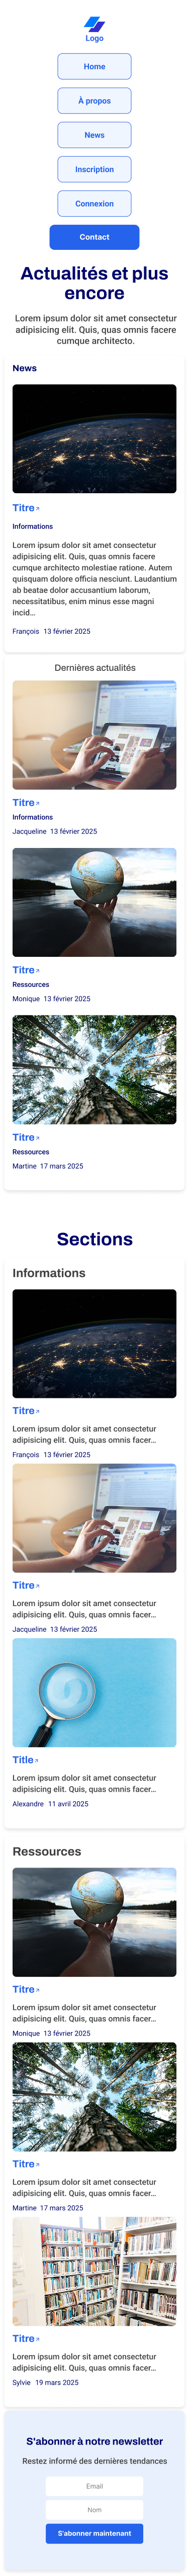 Logo
Home
À propos
News
Inscription
Connexion
Contact
Actualités et plus
encore
Lorem ipsum dolor sit amet consectetur
adipisicing elit. Quis, quas omnis facere
cumque architecto.
News
Titre
Informations
Lorem ipsum dolor sit amet consectetur
adipisicing elit. Quis, quas omnis facere
cumque architecto molestiae ratione. Autem
quisquam dolore officia nesciunt. Laudantium
ab beatae dolor accusantium laborum,
necessitatibus, enim minus esse magni
incid...
François 13 février 2025
Dernières actualités
Titre
Informations
Jacqueline 13 février 2025
Titre
Ressources
Monique 13 février 2025
Titre
Ressources
Martine 17 mars 2025
Sections
Informations
Titre
Lorem ipsum dolor sit amet consectetur
adipisicing elit. Quis, quas omnis facer...
François 13 février 2025
Titre
Lorem ipsum dolor sit amet consectetur
adipisicing elit. Quis, quas omnis facer...
Jacqueline 13 février 2025
Title
Lorem ipsum dolor sit amet consectetur
adipisicing elit. Quis, quas omnis facer...
Alexandre 11 avril 2025
Ressources
Titre
Lorem ipsum dolor sit amet consectetur
adipisicing elit. Quis, quas omnis facer...
Monique 13 février 2025
Titre
Lorem ipsum dolor sit amet consectetur
adipisicing elit. Quis, quas omnis facer...
Martine 17 mars 2025
Titre
Lorem ipsum dolor sit amet consectetur
adipisicing elit. Quis, quas omnis facer...
Sylvie 19 mars 2025
S'abonner à notre newsletter
Restez informé des dernières tendances
Email
Nom
S'abonner maintenant